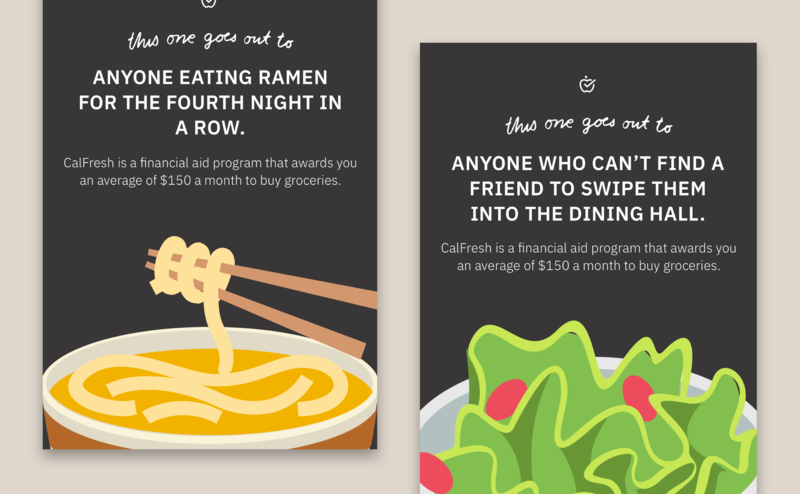 this one goes out to
ANYONE EATING RAMEN
FOR THE FOURTH NIGHT IN
A ROW.
CalFresh is a financial aid program that awards you
an average of $150 a month to buy groceries.
this one goes out to
ANYONE WHO CAN’T FIND A
FRIEND TO SWIPE THEM
INTO THE DINING HALL.
CalFresh is a financial aid program that awards you
an average of $150 a month to buy groceries.